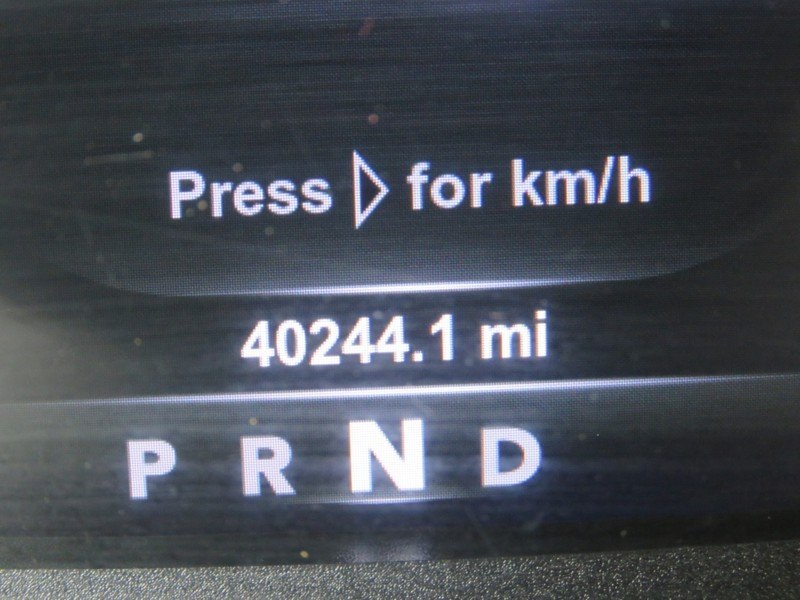 Press ▷ for km/h
40244.1 mi
P R N D